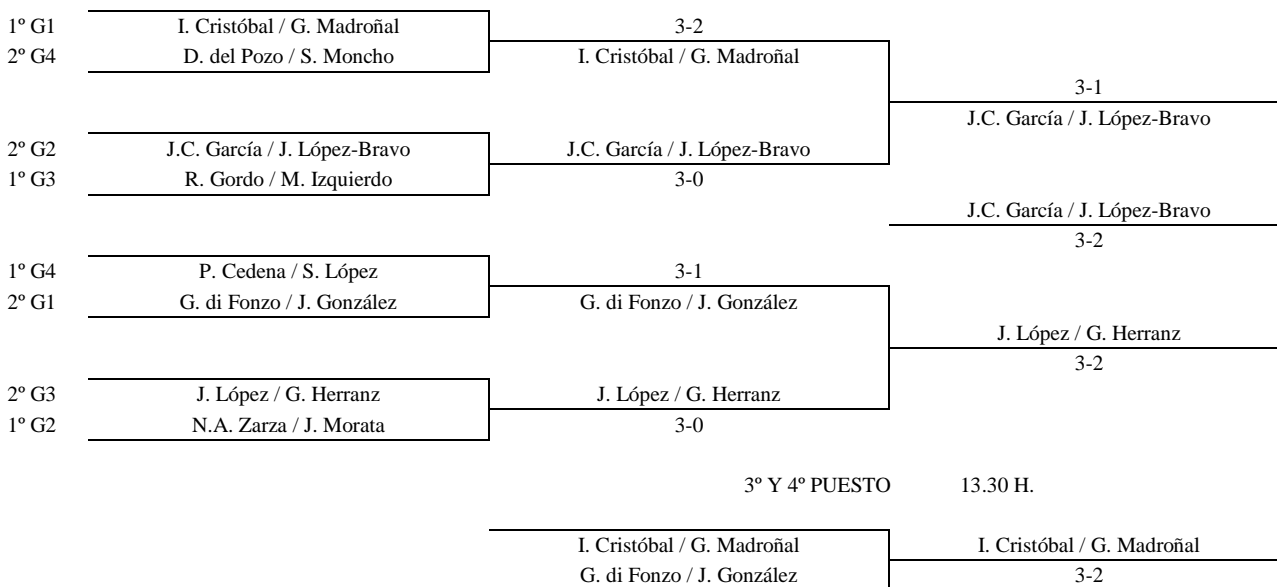 1º G1 I. Cristóbal / G. Madroñal 3-2
2º G4 D. del Pozo / S. Moncho I. Cristóbal / G. Madroñal
3-1
J.C. García / J. López-Bravo
2º G2 J.C. García / J. López-Bravo J.C. García / J. López-Bravo
1º G3 R. Gordo / M. Izquierdo 3-0
J.C. García / J. López-Bravo
3-2
1º G4 P. Cedena / S. López 3-1
2º G1 G. di Fonzo / J. González G. di Fonzo / J. González
J. López / G. Herranz
3-2
2º G3 J. López / G. Herranz J. López / G. Herranz
1º G2 N.A. Zarza / J. Morata 3-0
3º Y 4º PUESTO 13.30 H.
I. Cristóbal / G. Madroñal I. Cristóbal / G. Madroñal
G. di Fonzo / J. González 3-2